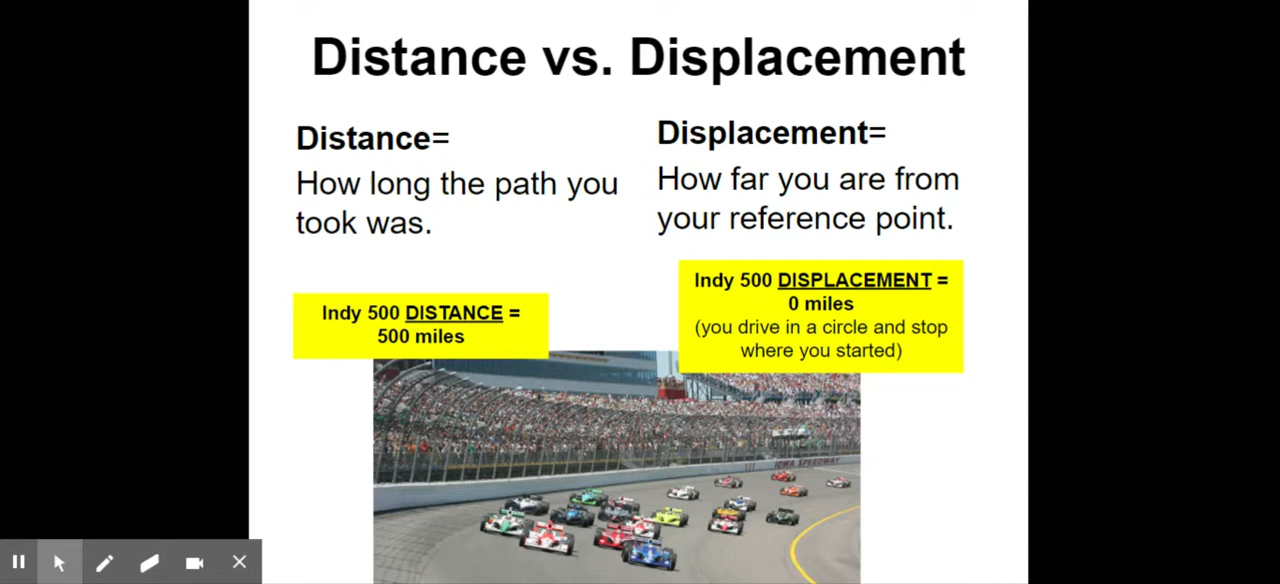 Distance vs. Displacement
Distance=
How long the path you
took was.
Displacement=
How far you are from
your reference point.
Indy 500 DISTANCE =
500 miles
Indy 500 DISPLACEMENT =
0 miles
(you drive in a circle and stop
where you started)
IOWA SPEEDWAY